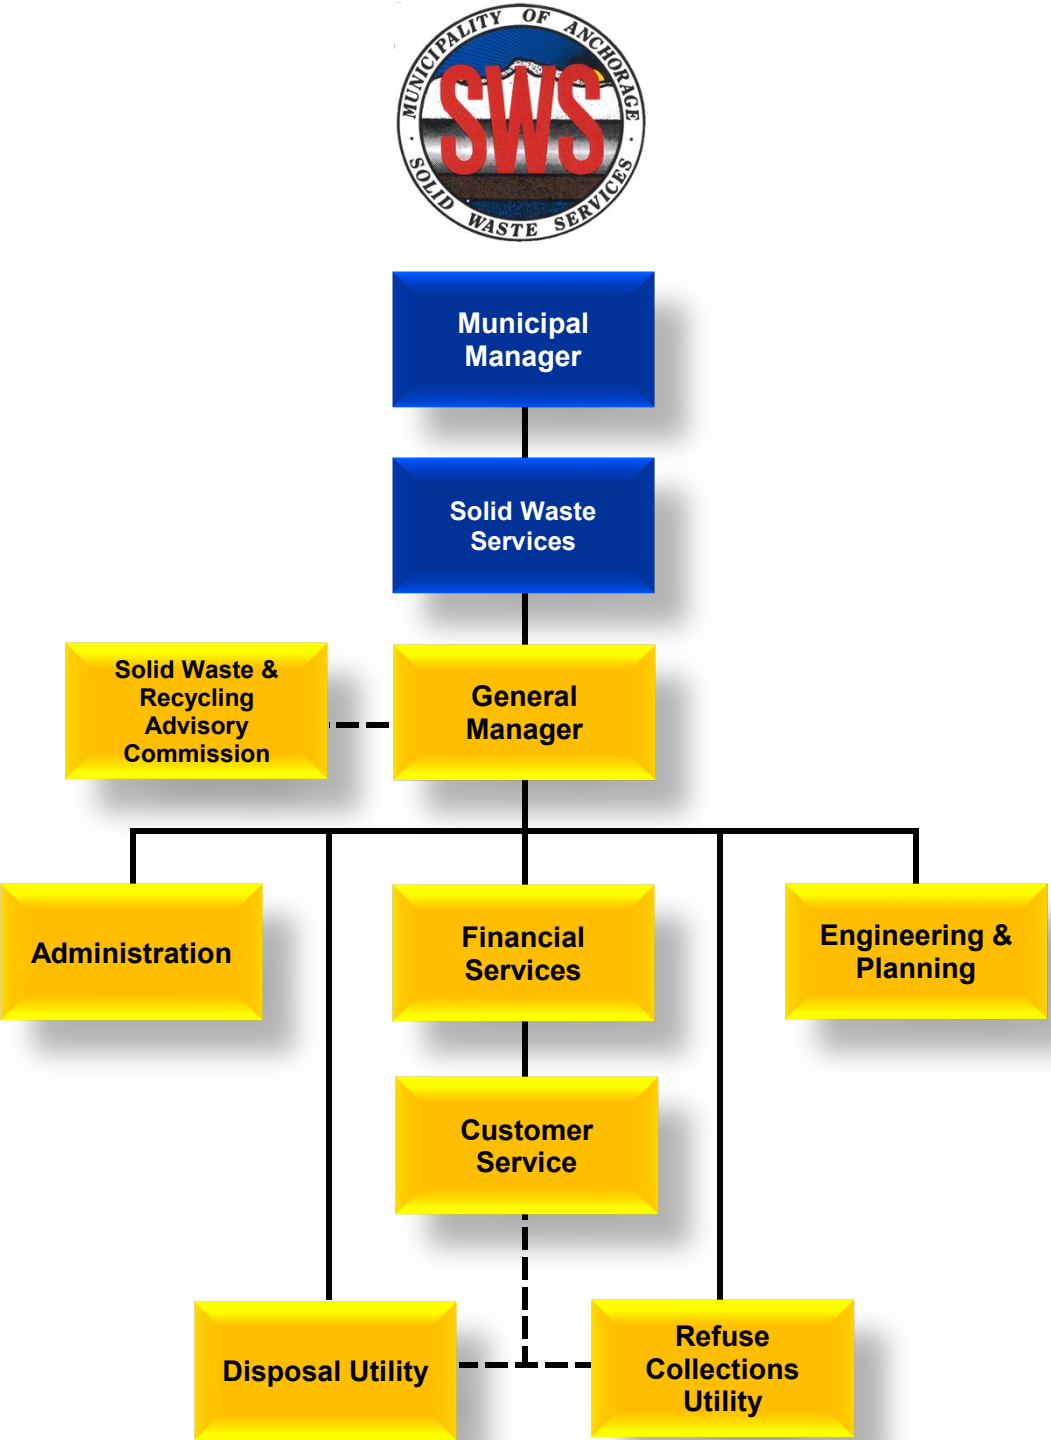 MUNICIPALITY OF ANCHORAGE
SWS
SOLID WASTE SERVICES
Municipal
Manager
Solid Waste
Services
Solid Waste &
Recycling
Advisory
Commission
General
Manager
Administration
Financial
Services
Engineering &
Planning
Customer
Service
Disposal Utility
Refuse
Collections
Utility